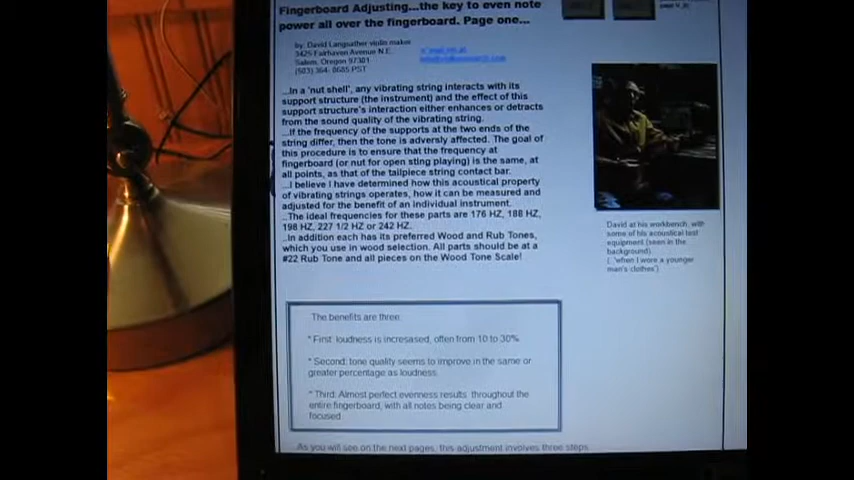 Fingerboard Adjusting...the key to even note
power all over the fingerboard. Page one...
by: David Langsather violin maker
3425 Fairhaven Avenue N.E.
Salem, Oregon 97301
(503) 364- 8685 PST
...In a 'nut shell', any vibrating string interacts with its
support structure (the instrument) and the effect of this
support structure's interaction either enhances or detracts
from the sound quality of the vibrating string.
...If the frequency of the supports at the two ends of the
string differ, then the tone is adversly affected. The goal of
this procedure is to ensure that the frequency at
fingerboard (or nut for open sting playing) is the same, at
all points, as that of the tailpiece string contact bar.
...I believe I have determined how this acoustical property
of vibrating strings operates, how it can be measured and
adjusted for the benefit of an individual instrument.
...The ideal frequencies for these parts are 176 HZ, 188 HZ,
198 HZ, 227 1/2 HZ or 242 HZ.
...In addition each has its preferred Wood and Rub Tones,
which you use in wood selection. All parts should be at a
#22 Rub Tone and all pieces on the Wood Tone Scale!
David at his workbench, with
some of his acoustical test
equipment (seen in the
background)
(..'when I wore a younger
man's clothes')
The benefits are three:
* First: loudness is incresased, often from 10 to 30%.
* Second: tone quality seems to improve in the same or
greater percentage as loudness.
* Third: Almost perfect evenness results, throughout the
entire fingerboard, with all notes being clear and
focused.
As you will see on the next pages, this adjustment involves three steps.